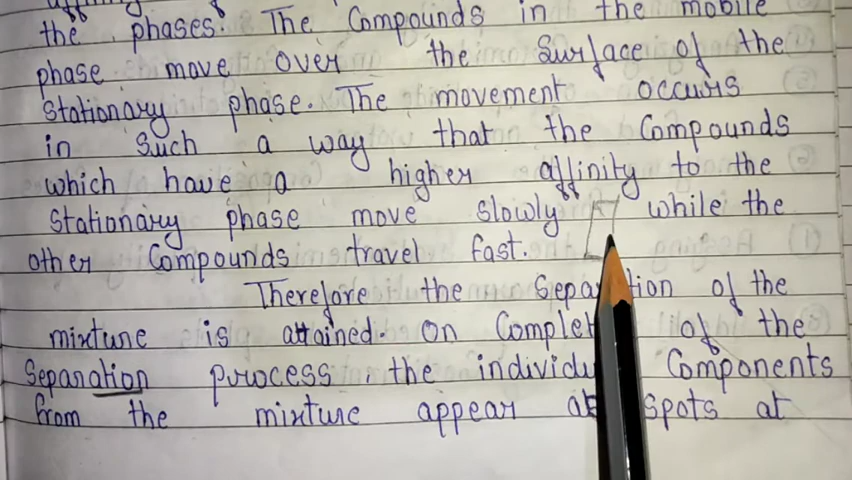 the phases. The Compounds in the mobile
phase move over the surface of the
stationary phase. The movement occurs
in such a way that the Compounds
which have a higher affinity to the
stationary phase move slowly while the
other Compounds travel fast.
Therefore the of the
mixture is attained. On of the
separation process, the Components
from the mixture appear spots at